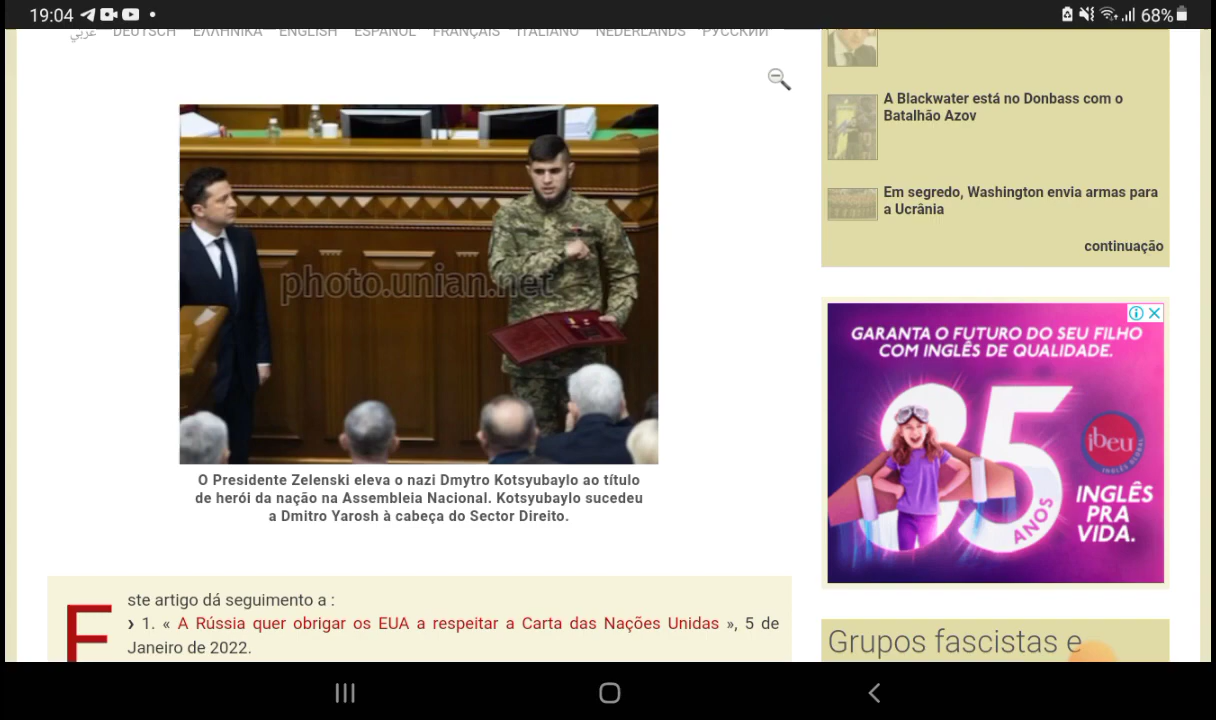 19:04
68%
عربي DEUTSCH ΕΛΛΗΝΙΚΆ ENGLISH ESPAÑOL FRANÇAIS ITALIANO NEDERLANDS РУССКИЙ
photo.unian.net
O Presidente Zelenski eleva o nazi Dmytro Kotsyubaylo ao título
de herói da nação na Assembleia Nacional. Kotsyubaylo sucedeu
a Dmitro Yarosh à cabeça do Sector Direito.
E
ste artigo dá seguimento a :
› 1. « A Rússia quer obrigar os EUA a respeitar a Carta das Nações Unidas », 5 de
Janeiro de 2022.
A Blackwater está no Donbass com o
Batalhão Azov
Em segredo, Washington envia armas para
a Ucrânia
continuação
GARANTA O FUTURO DO SEU FILHO
COM INGLÊS DE QUALIDADE.
85
ANOS
ibeu
INGLÊS GLOBAL
INGLÊS
PRA
VIDA.
Grupos fascistas e